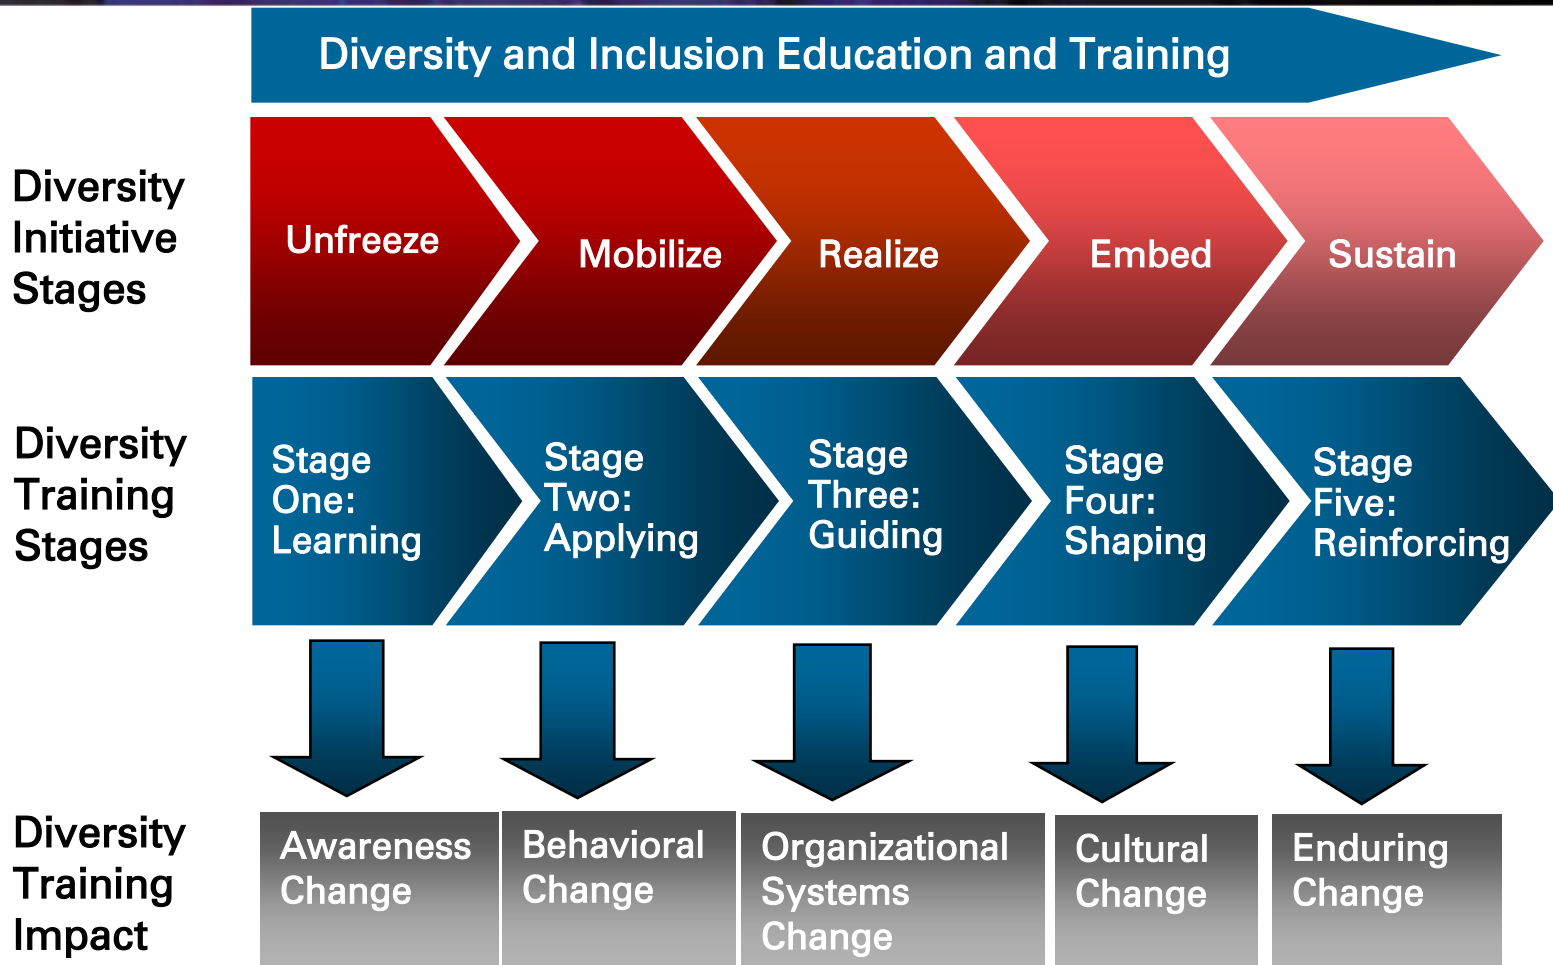 Diversity and Inclusion Education and Training
Diversity
Initiative
Stages
Unfreeze
Mobilize
Realize
Embed
Sustain
Diversity
Training
Stages
Stage
One:
Learning
Stage
Two:
Applying
Stage
Three:
Guiding
Stage
Four:
Shaping
Stage
Five:
Reinforcing
Diversity
Training
Impact
Awareness
Change
Behavioral
Change
Organizational
Systems
Change
Cultural
Change
Enduring
Change